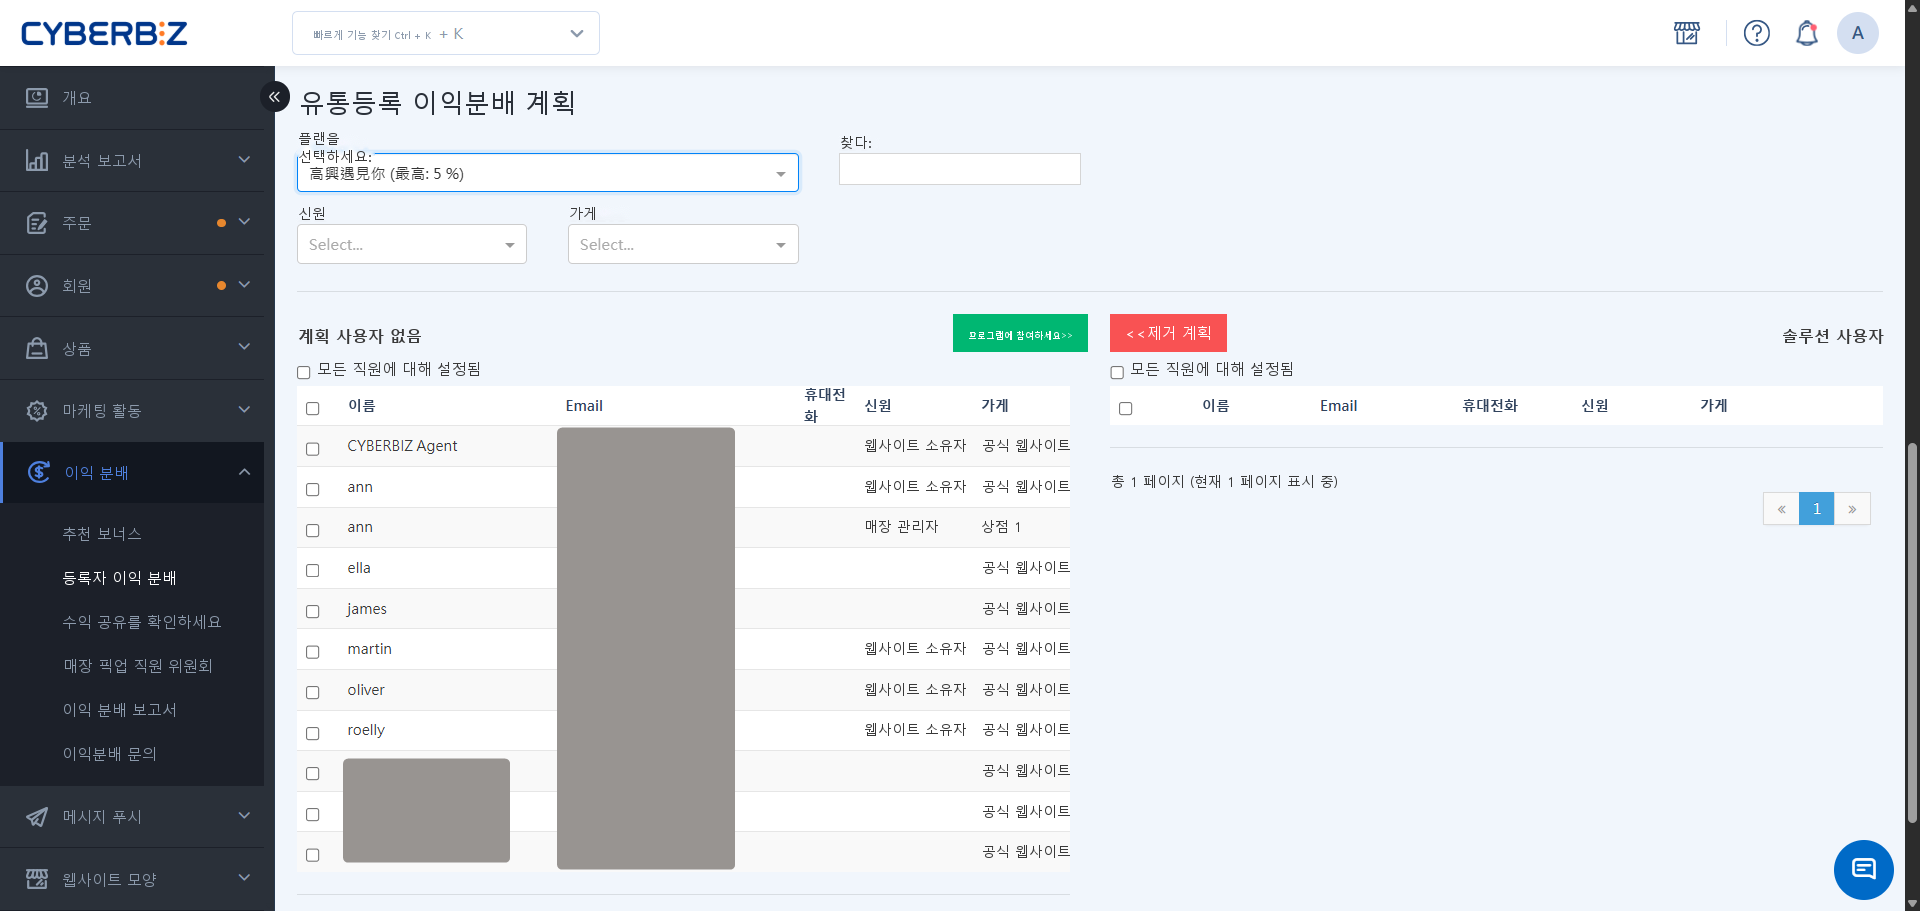 CYBERBIZ
빠르게 기능 찾기 Ctrl + K + K
A
개요
분석 보고서
주문
회원
상품
마케팅 활동
이익 분배
추천 보너스
등록자 이익 분배
수익 공유를 확인하세요
매장 픽업 직원 위원회
이익 분배 보고서
이익분배 문의
메시지 푸시
웹사이트 모양
유통등록 이익분배 계획
플랜을
선택하세요:
高興遇見你 (最高: 5 %)
찾다:
신원
가게
Select...
Select...
계획 사용자 없음
프로그램에 참여하세요>>
<<제거 계획
솔루션 사용자
모든 직원에 대해 설정됨
모든 직원에 대해 설정됨
이름 Email 휴대전화 신원 가게
CYBERBIZ Agent 웹사이트 소유자 공식 웹사이트
ann 웹사이트 소유자 공식 웹사이트
ann 매장 관리자 상점 1
ella 공식 웹사이트
james 공식 웹사이트
martin 웹사이트 소유자 공식 웹사이트
oliver 웹사이트 소유자 공식 웹사이트
roelly 웹사이트 소유자 공식 웹사이트
공식 웹사이트
공식 웹사이트
공식 웹사이트
이름 Email 휴대전화 신원 가게
총 1 페이지 (현재 1 페이지 표시 중)
« 1 »